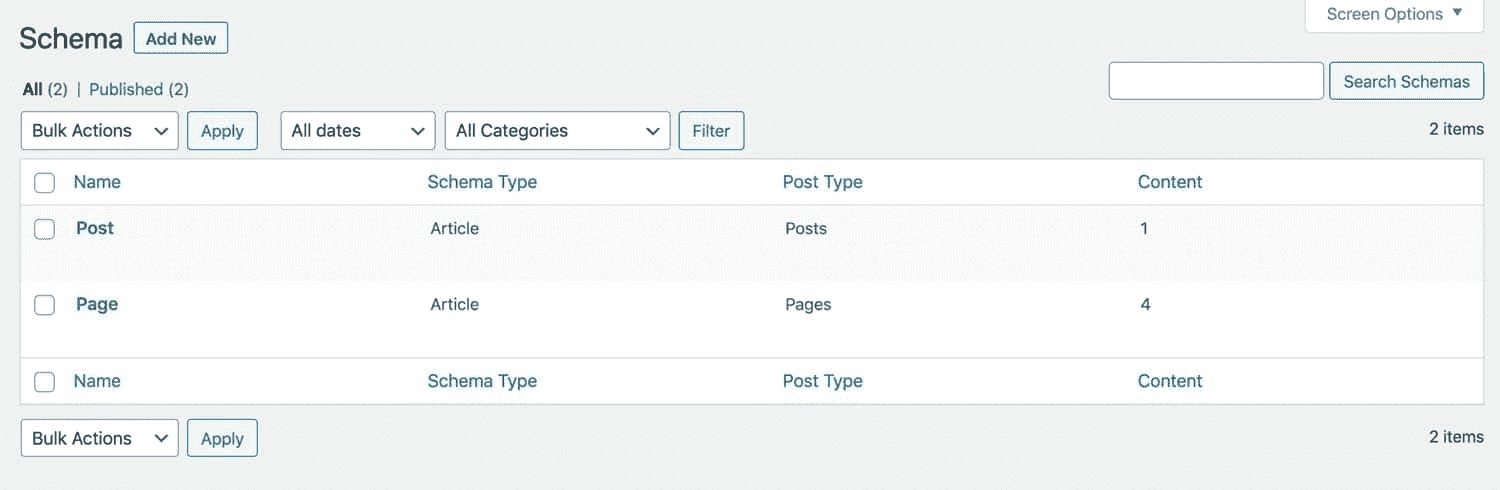 Screen Options
Schema Add New
All (2) | Published (2)
Search Schemas
Bulk Actions Apply All dates All Categories Filter 2 items
Name Schema Type Post Type Content
Post Article Posts 1
Page Article Pages 4
Name Schema Type Post Type Content
Bulk Actions Apply 2 items